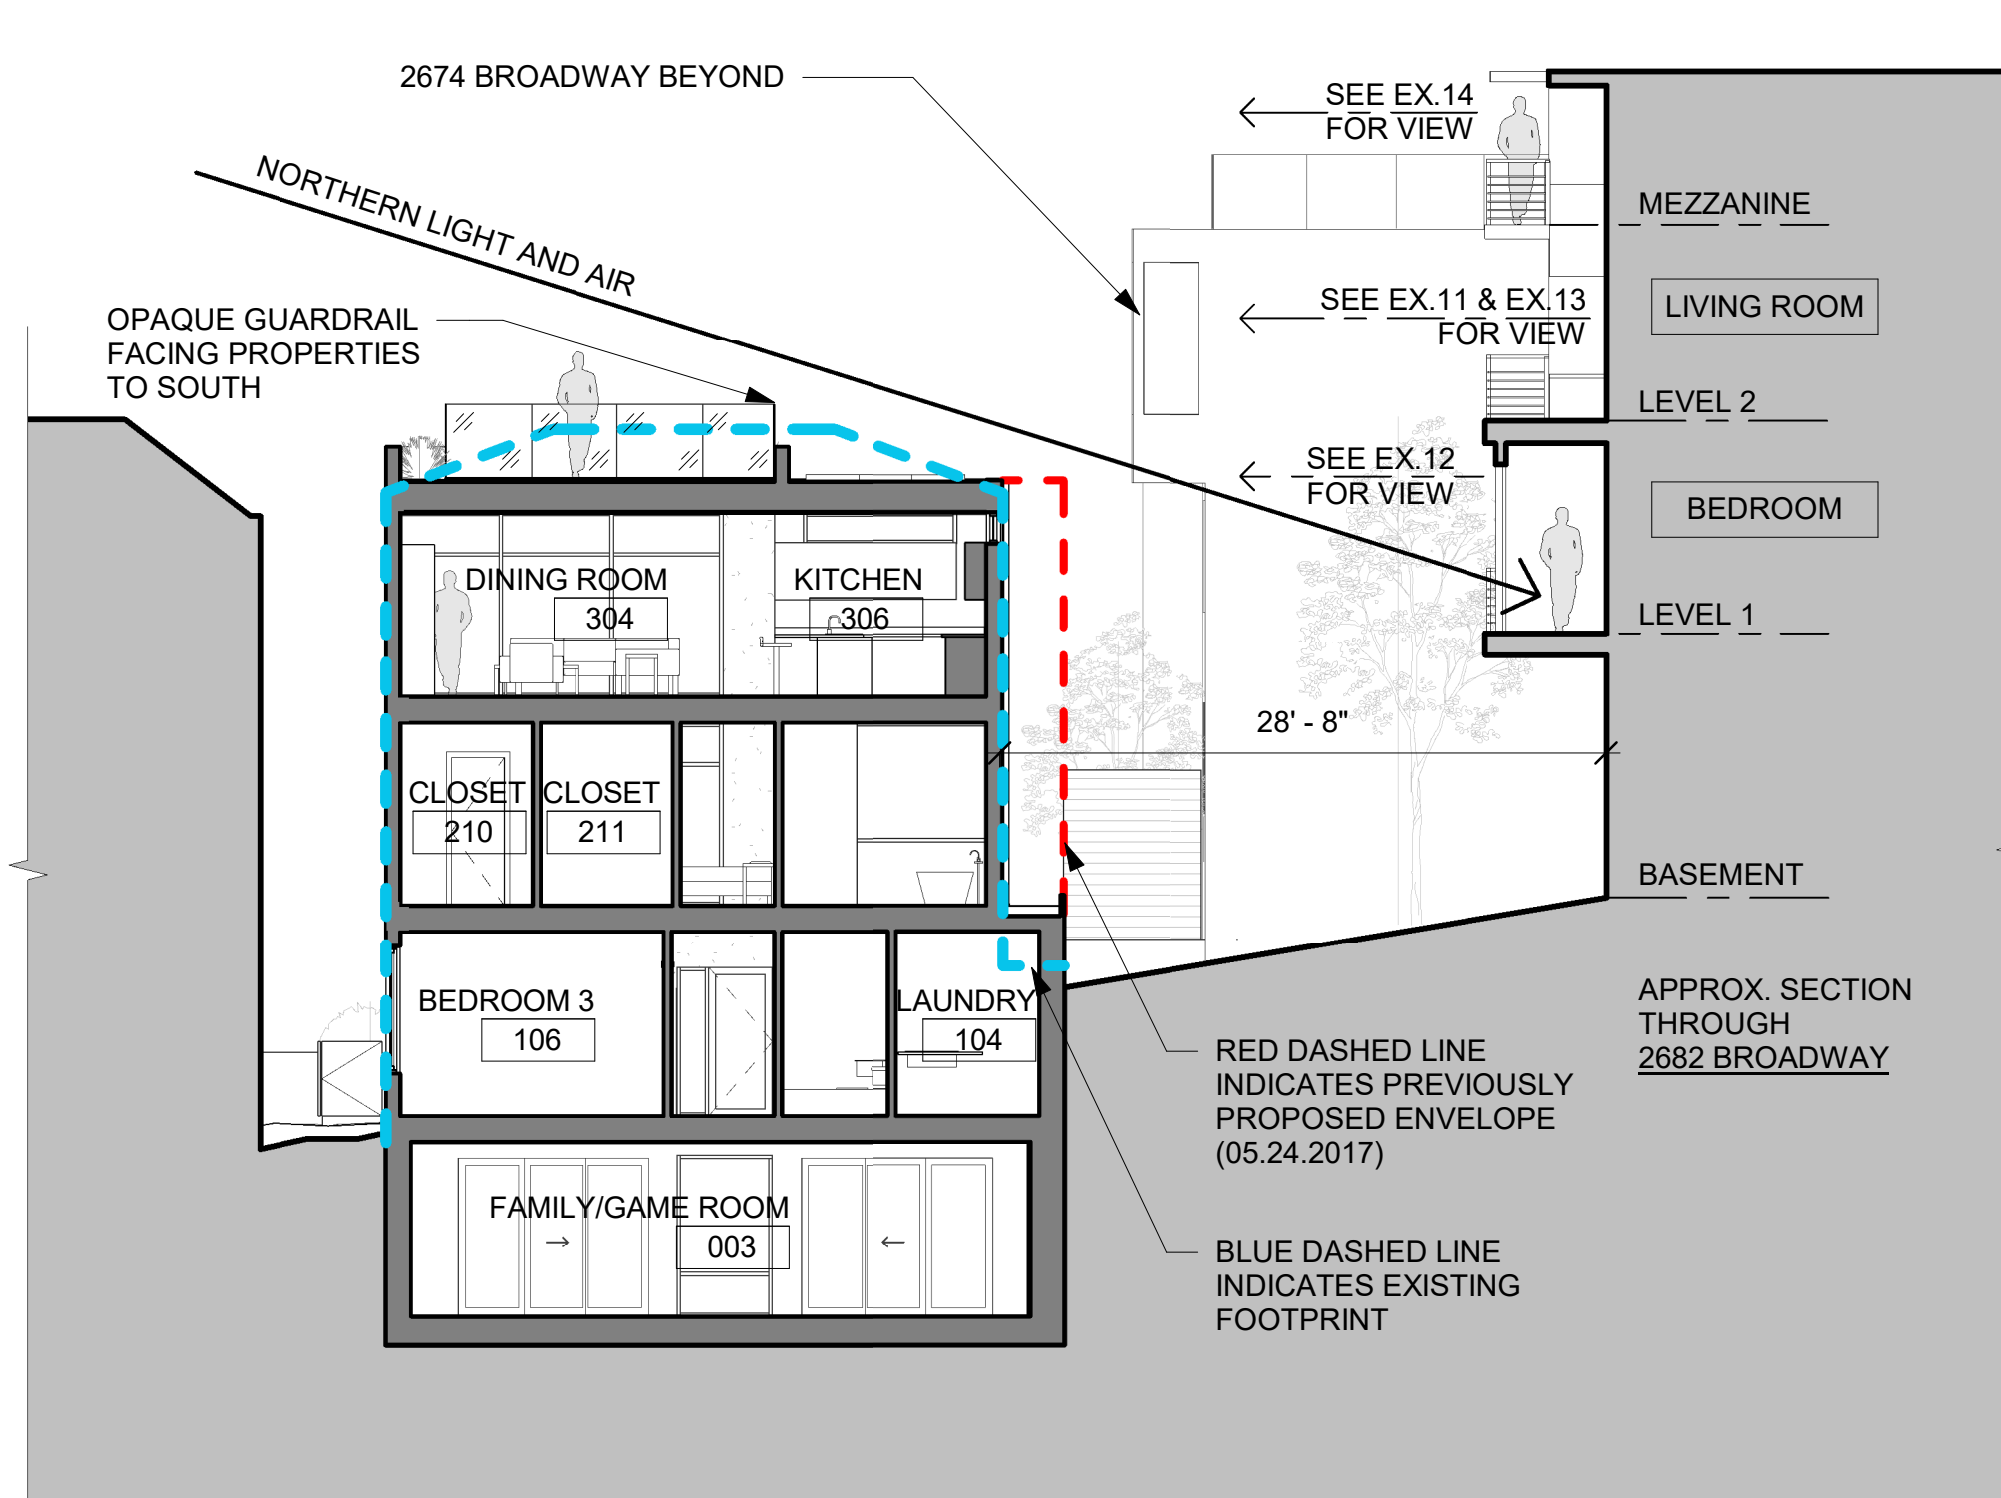 2674 BROADWAY BEYOND
SEE EX.14
FOR VIEW
NORTHERN LIGHT AND AIR
MEZZANINE
OPAQUE GUARDRAIL
FACING PROPERTIES
TO SOUTH
SEE EX.11 & EX.13
FOR VIEW
LIVING ROOM
LEVEL 2
SEE EX.12
FOR VIEW
BEDROOM
DINING ROOM
304
KITCHEN
306
LEVEL 1
28' - 8"
CLOSET
210
CLOSET
211
BASEMENT
BEDROOM 3
106
LAUNDRY
104
APPROX. SECTION
THROUGH
2682 BROADWAY
RED DASHED LINE
INDICATES PREVIOUSLY
PROPOSED ENVELOPE
(05.24.2017)
FAMILY/GAME ROOM
003
BLUE DASHED LINE
INDICATES EXISTING
FOOTPRINT